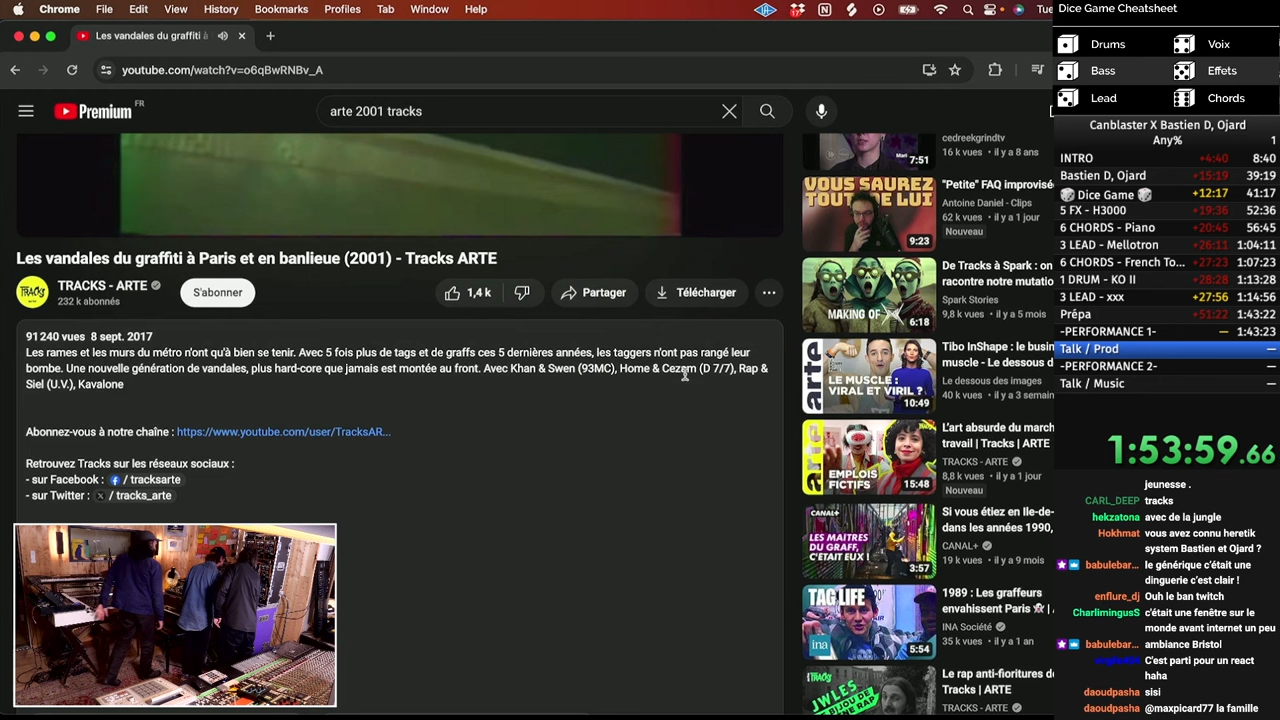 Chrome File Edit View History Bookmarks Profiles Tab Window Help
Dice Game Cheatsheet
Les vandales du graffiti à
youtube.com/watch?v=o6qBwRNBv_A
Premium FR
arte 2001 tracks
Les vandales du graffiti à Paris et en banlieue (2001) - Tracks ARTE
TRACKS - ARTE
232 k abonnés
S'abonner
1,4 k
Partager
Télécharger
91 240 vues 8 sept. 2017
Les rames et les murs du métro n'ont qu'à bien se tenir. Avec 5 fois plus de tags et de graffs ces 5 dernières années, les taggers n'ont pas rangé leur
bombe. Une nouvelle génération de vandales, plus hard-core que jamais est montée au front. Avec Khan & Swen (93MC), Home & Cezem (D 7/7), Rap &
Siel (U.V.), Kavalone
Abonnez-vous à notre chaîne : https://www.youtube.com/user/TracksAR...
Retrouvez Tracks sur les réseaux sociaux :
- sur Facebook : / tracksarte
- sur Twitter : / tracks_arte
cedreekgrindtv
16 k vues • il y a 8 ans
7:51
VOUS SAUREZ
TOUT DE LUI
9:23
"Petite" FAQ improvisé
Antoine Daniel - Clips
62 k vues • il y a 1 jour
Nouveau
MAKING OF
6:18
De Tracks à Spark : on
racontre notre mutatio
Spark Stories
9,8 k vues • il y a 5 mois
arte
LE MUSCLE :
VIRAL ET VIRIL ?
10:49
Tibo InShape : le busin
muscle - Le dessous d
Le dessous des images
40 k vues • il y a 3 semain
arte
EMPLOIS
FICTIFS
15:48
L'art absurde du march
travail | Tracks | ARTE
TRACKS - ARTE
8,8 k vues • il y a 1 jour
Nouveau
CANAL+
LES MAITRES
DU GRAFF,
C'ÉTAIT EUX !
3:57
Si vous étiez en Ile-de-
dans les années 1990,
CANAL+
19 k vues • il y a 9 mois
TAG LIFE
ina
5:54
1989 : Les graffeurs
envahissent Paris
INA Société
35 k vues • il y a 1 an
JWLES
BIJOU DE
RAP
Le rap anti-fioritures de
Tracks | ARTE
TRACKS - ARTE
Drums Voix
Bass Effets
Lead Chords
Canblaster X Bastien D, Ojard
Any% 1
INTRO +4:40 8:40
Bastien D, Ojard +15:19 39:19
Dice Game +12:17 41:17
5 FX - H3000 +19:36 52:36
6 CHORDS - Piano +20:45 56:45
3 LEAD - Mellotron +26:11 1:04:11
6 CHORDS - French To... +27:23 1:07:23
1 DRUM - KO II +28:28 1:13:28
3 LEAD - xxx +27:56 1:14:56
Prépa +51:22 1:43:22
-PERFORMANCE 1- — 1:43:23
Talk / Prod —
-PERFORMANCE 2- —
Talk / Music —
1:53:59.66
jeunesse .
CARL_DEEP tracks
hekzatona avec de la jungle
Hokhmat vous avez connu heretik
system Bastien et Ojard ?
babulebar... le générique c'était une
dinguerie c'est clair !
enflure_dj Ouh le ban twitch
CharlimingusS c'était une fenêtre sur le
monde avant internet un peu
babulebar... ambiance Bristol
C'est parti pour un react
haha
daoudpasha sisi
daoudpasha @maxpicard77 la famille